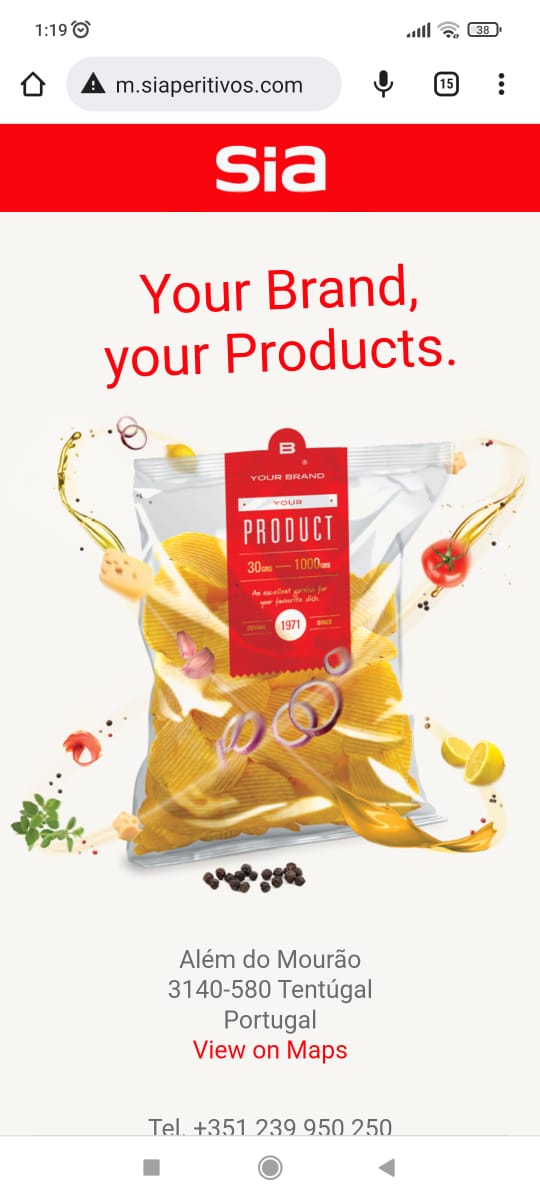 1:19
38
m.siaperitivos.com
15
sia
Your Brand,
your Products.
B
®
YOUR BRAND
YOUR
PRODUCT
30GRS — 1000GRS
An excellent garnish for
your favourite dish.
1971
SINCE
Além do Mourão
3140-580 Tentúgal
Portugal
View on Maps
Tel. +351 239 950 250